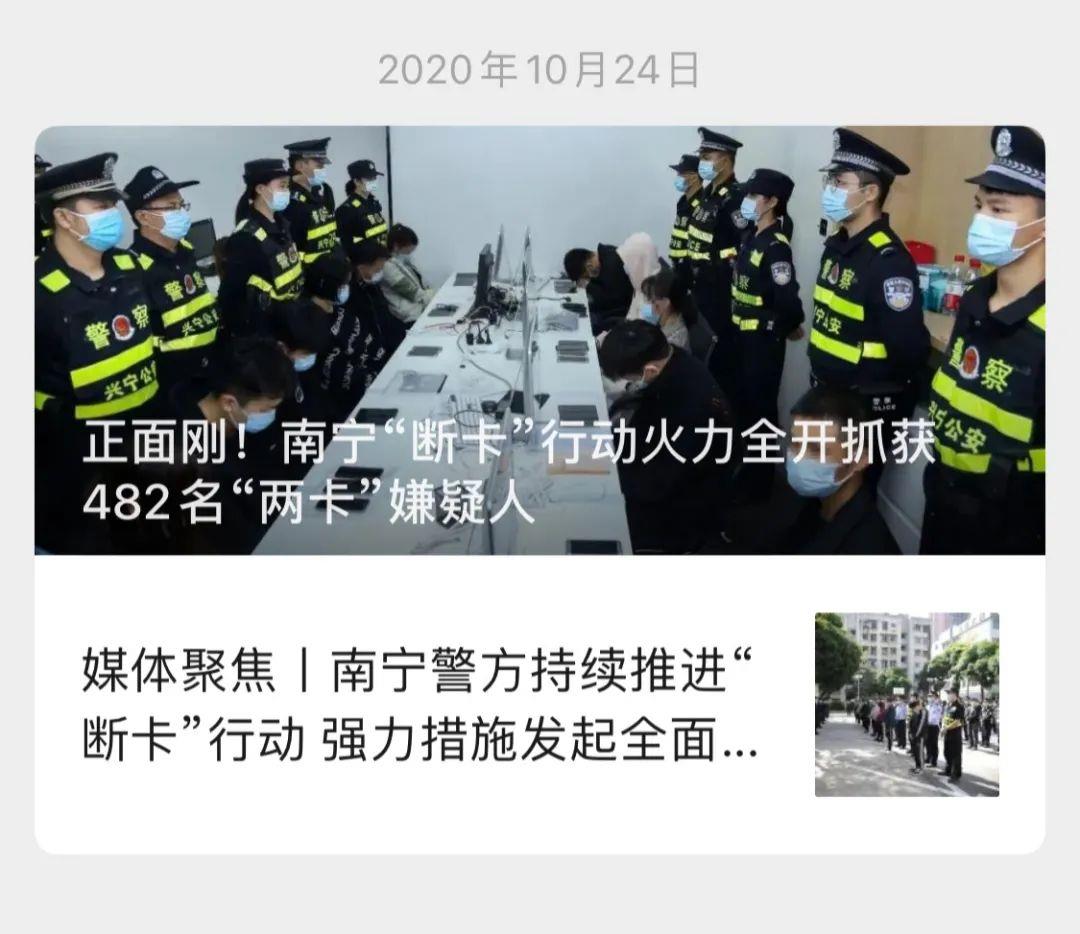 2020年10月24日
警察
兴宁公
警察
兴宁公
警察
宁公安
警察
POLICE
警察
公安
正面刚！南宁“断卡”行动火力全开抓获
482名“两卡”嫌疑人
媒体聚焦丨南宁警方持续推进“
断卡”行动 强力措施发起全面...